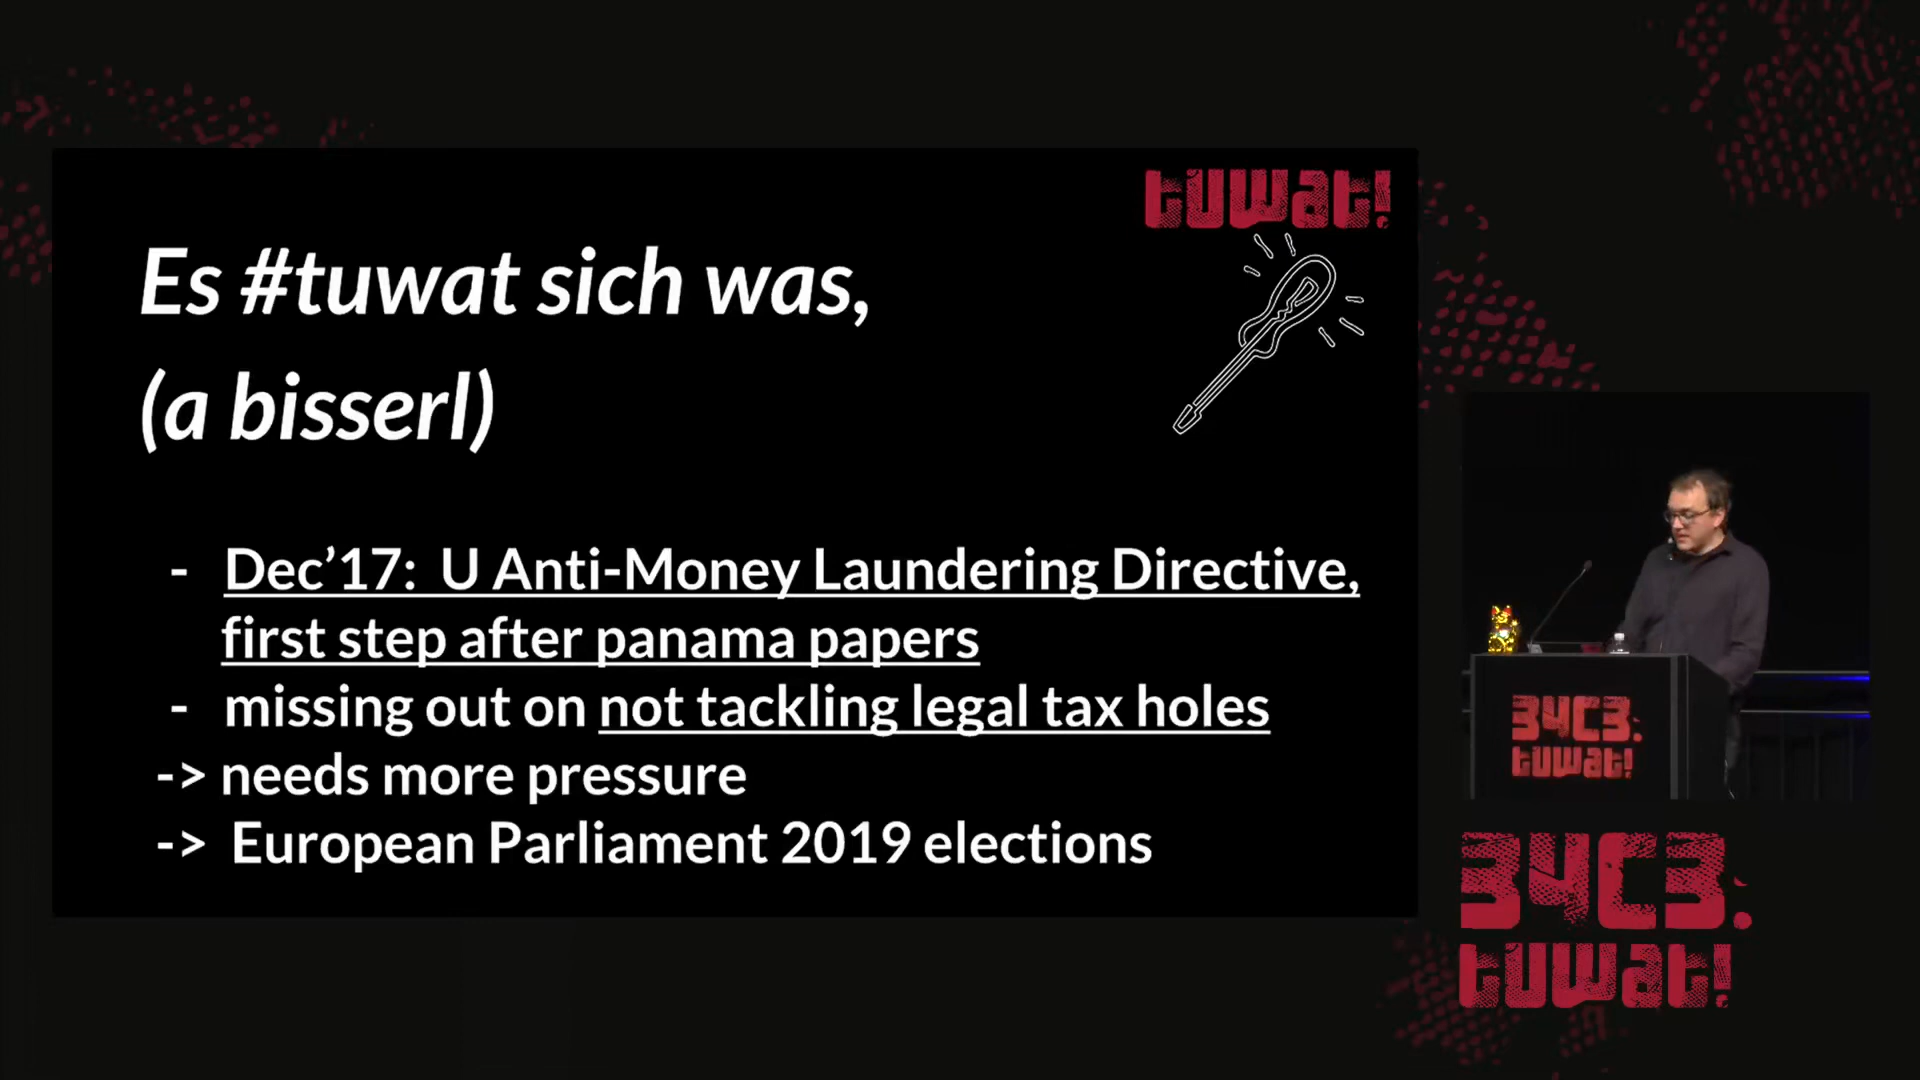 tuwat!
Es #tuwat sich was,
(a bisserl)
- Dec’17:  U Anti-Money Laundering Directive,
first step after panama papers
- missing out on not tackling legal tax holes
-> needs more pressure
->  European Parliament 2019 elections
34C3:
tuwat!
34C3.
tuwat!